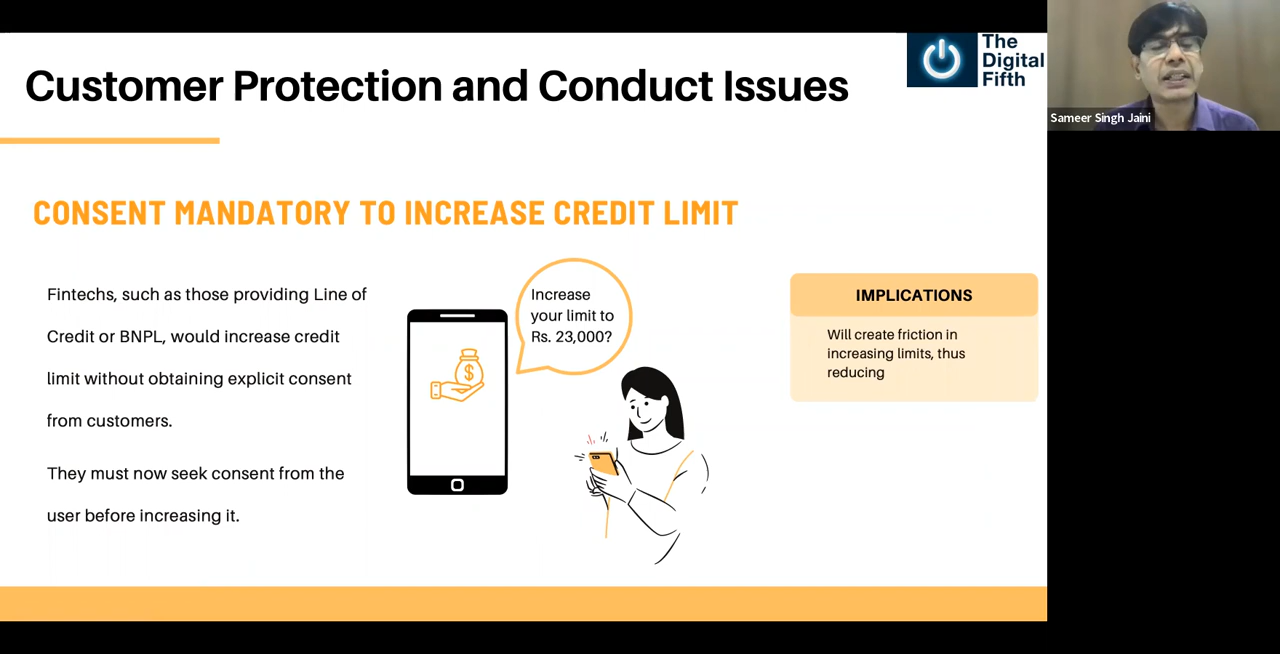 Customer Protection and Conduct Issues
The
Digital
Fifth
Sameer Singh Jaini
CONSENT MANDATORY TO INCREASE CREDIT LIMIT
Fintechs, such as those providing Line of
Credit or BNPL, would increase credit
limit without obtaining explicit consent
from customers.
They must now seek consent from the
user before increasing it.
Increase
your limit to
Rs. 23,000?
$
IMPLICATIONS
Will create friction in
increasing limits, thus
reducing